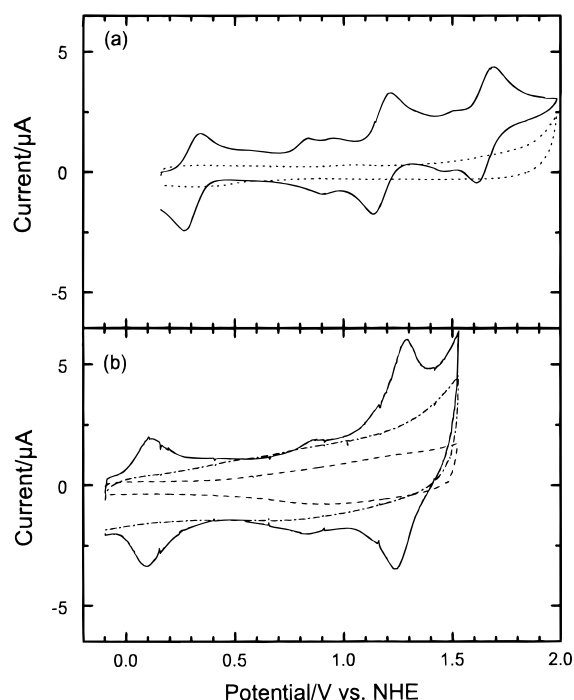 (a)
5
0
-5
Current/μA
(b)
5
0
-5
Current/μA
0.0 0.5 1.0 1.5 2.0
Potential/V vs. NHE